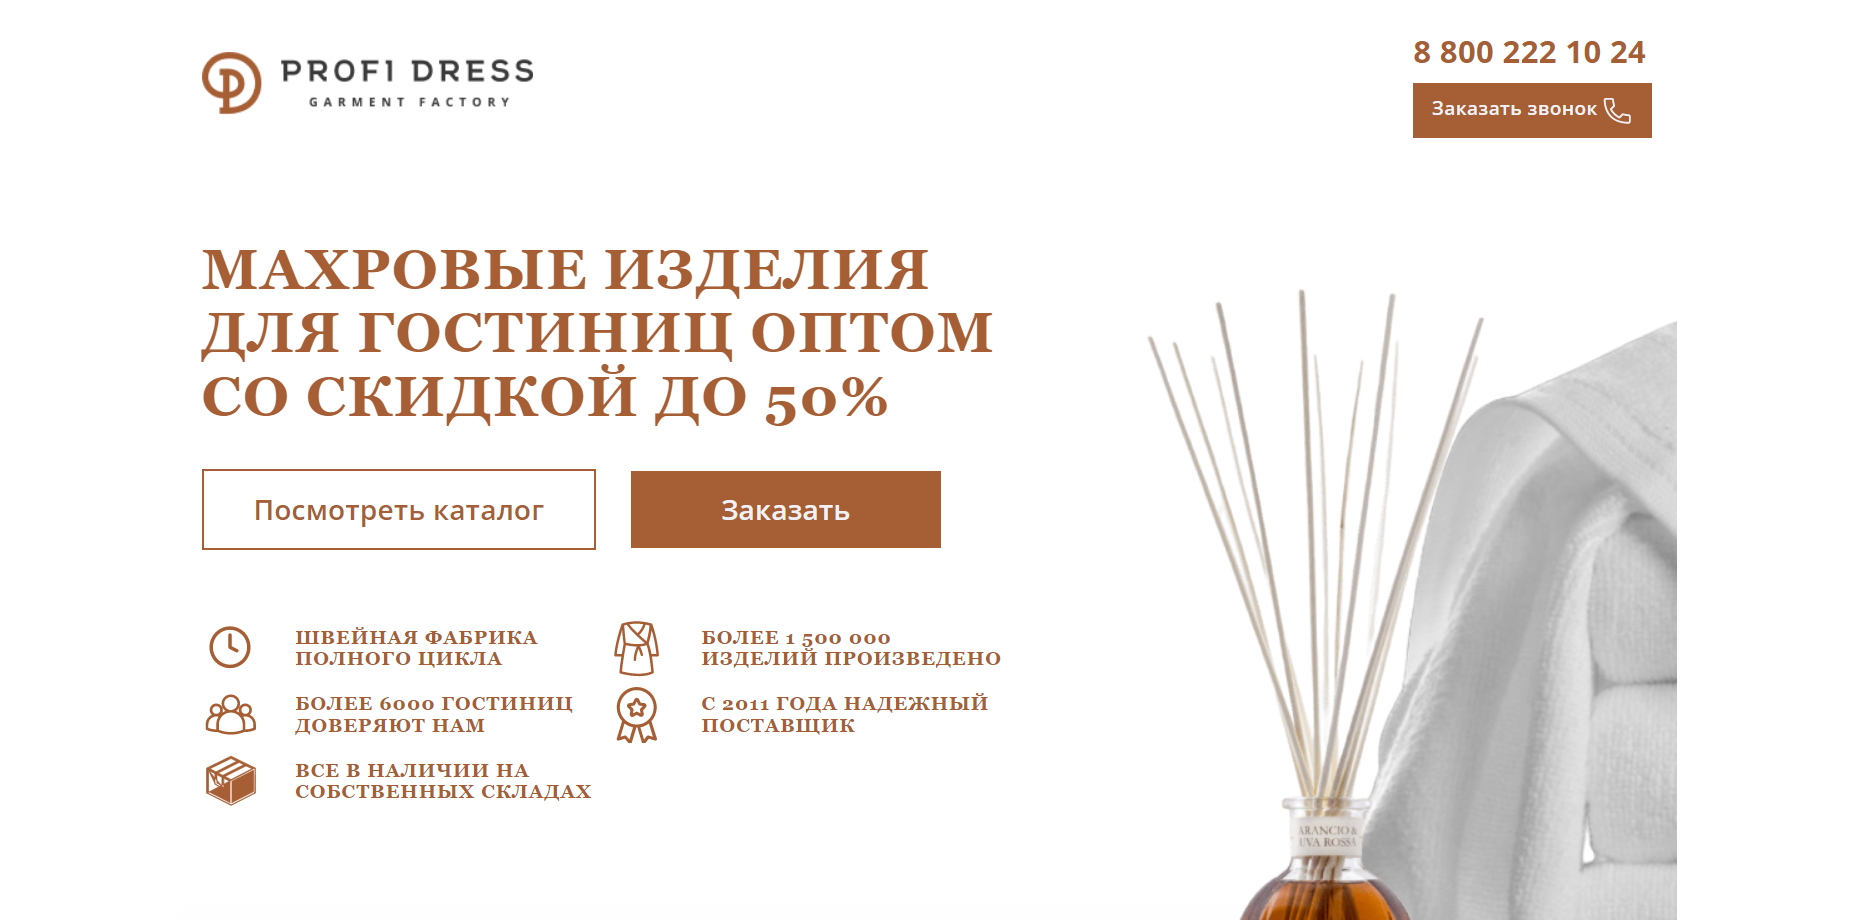 PROFI DRESS
GARMENT FACTORY
8 800 222 10 24
Заказать звонок
МАХРОВЫЕ ИЗДЕЛИЯ
ДЛЯ ГОСТИНИЦ ОПТОМ
СО СКИДКОЙ ДО 50%
Посмотреть каталог
Заказать
ШВЕЙНАЯ ФАБРИКА
ПОЛНОГО ЦИКЛА
БОЛЕЕ 1 500 000
ИЗДЕЛИЙ ПРОИЗВЕДЕНО
БОЛЕЕ 6000 ГОСТИНИЦ
ДОВЕРЯЮТ НАМ
С 2011 ГОДА НАДЕЖНЫЙ
ПОСТАВЩИК
ВСЕ В НАЛИЧИИ НА
СОБСТВЕННЫХ СКЛАДАХ
ARANCIO &
UVA ROSSA